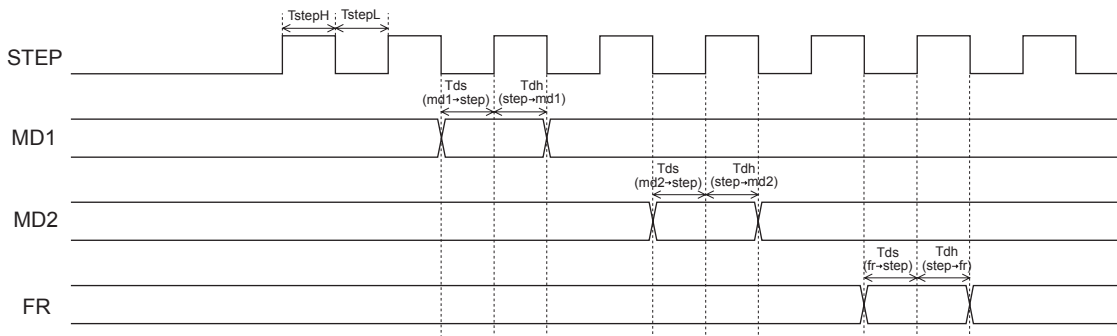 TstepH TstepL
STEP
Tds Tdh
(md1→step) (step→md1)
MD1
Tds Tdh
(md2→step) (step→md2)
MD2
Tds Tdh
(fr→step) (step→fr)
FR